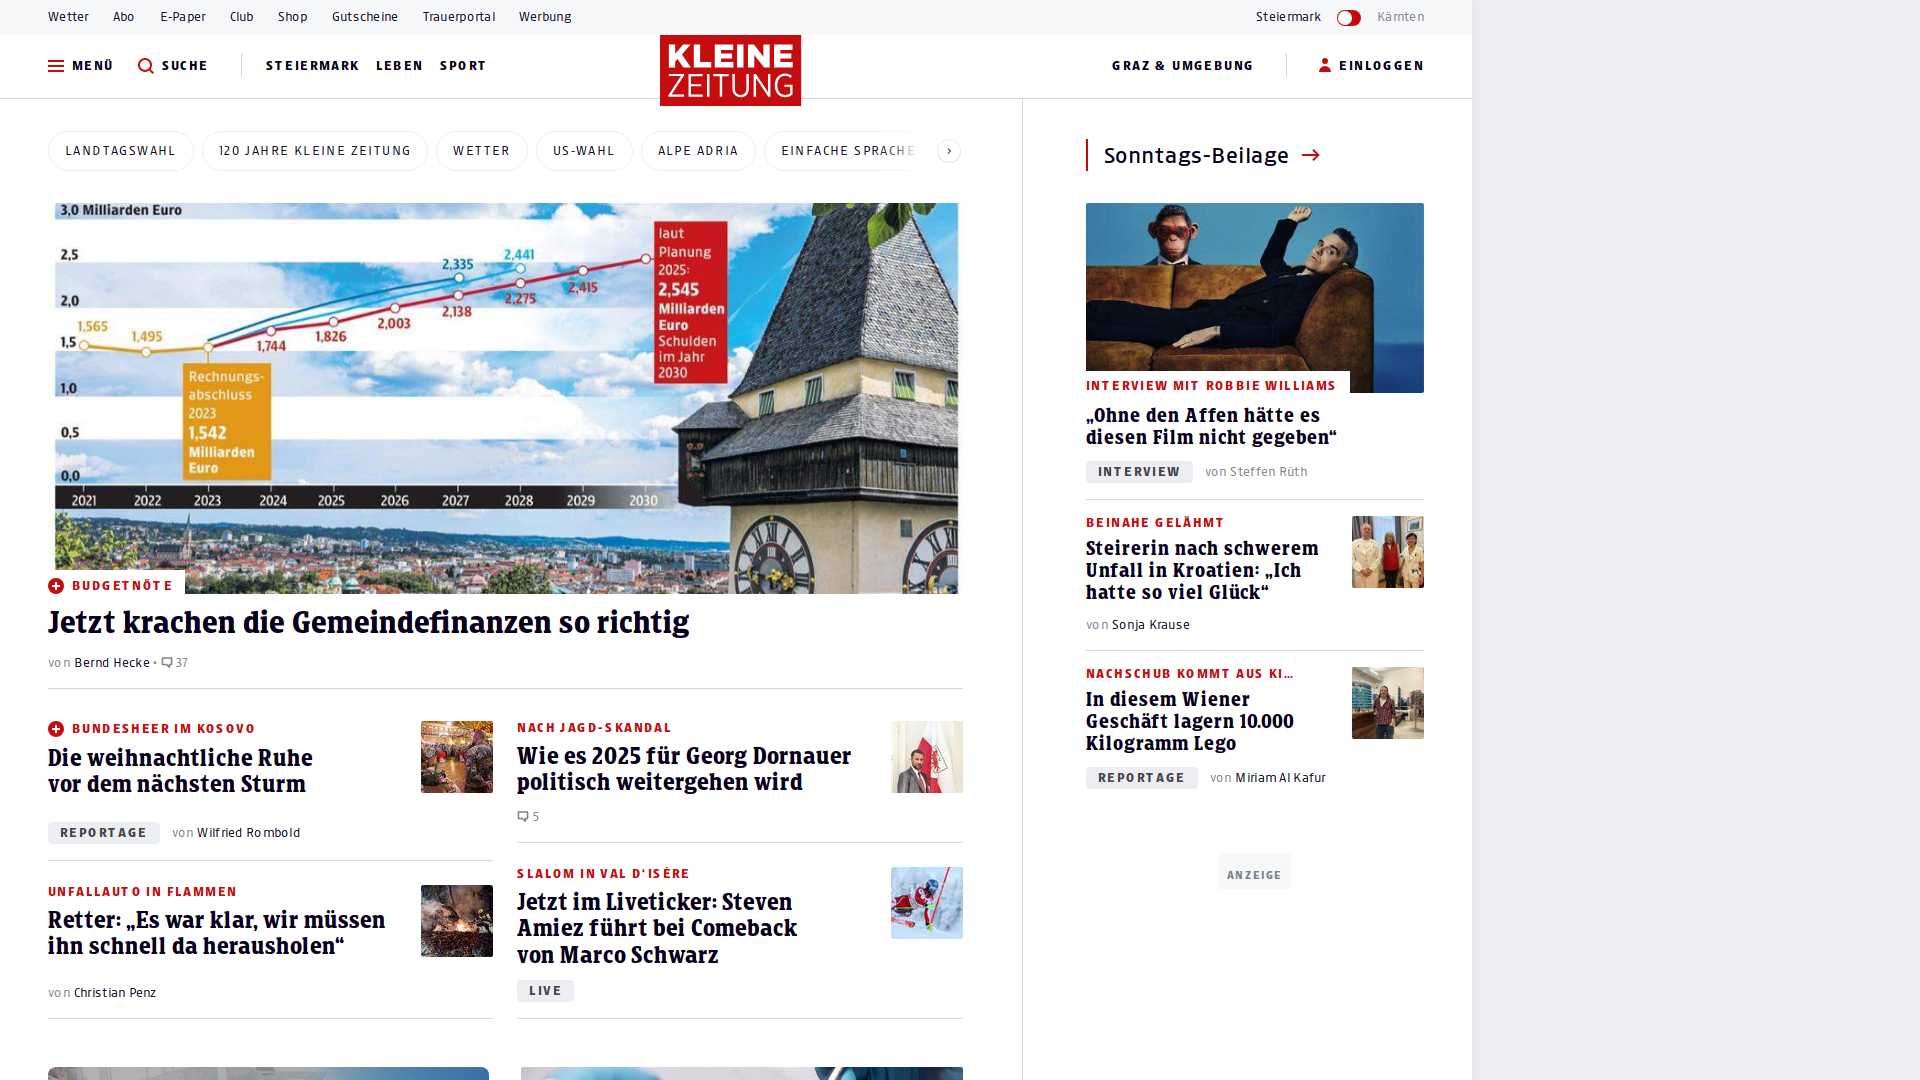 Wetter Abo E-Paper Club Shop Gutscheine Trauerportal Werbung Steiermark Kärnten
MENÜ SUCHE STEIERMARK LEBEN SPORT KLEINE ZEITUNG GRAZ & UMGEBUNG EINLOGGEN
LANDTAGSWAHL 120 JAHRE KLEINE ZEITUNG WETTER US-WAHL ALPE ADRIA EINFACHE SPRACHE
3,0 Milliarden Euro
2,5
2,0
1,5
1,0
0,5
0,0
1,565
1,495
1,744
1,826
2,003
2,138
2,275
2,415
2,335
2,441
Rechnungs-
abschluss
2023
1,542
Milliarden
Euro
laut
Planung
2025:
2,545
Milliarden
Euro
Schulden
im Jahr
2030
2021 2022 2023 2024 2025 2026 2027 2028 2029 2030
BUDGETNÖTE
Jetzt krachen die Gemeindefinanzen so richtig
von Bernd Hecke • 37
BUNDESHEER IM KOSOVO
Die weihnachtliche Ruhe
vor dem nächsten Sturm
REPORTAGE von Wilfried Rombold
UNFALLAUTO IN FLAMMEN
Retter: „Es war klar, wir müssen
ihn schnell da herausholen“
von Christian Penz
NACH JAGD-SKANDAL
Wie es 2025 für Georg Dornauer
politisch weitergehen wird
5
SLALOM IN VAL D'ISÈRE
Jetzt im Liveticker: Steven
Amiez führt bei Comeback
von Marco Schwarz
LIVE
Sonntags-Beilage
INTERVIEW MIT ROBBIE WILLIAMS
„Ohne den Affen hätte es
diesen Film nicht gegeben“
INTERVIEW von Steffen Rüth
BEINAHE GELÄHMT
Steirerin nach schwerem
Unfall in Kroatien: „Ich
hatte so viel Glück“
von Sonja Krause
NACHSCHUB KOMMT AUS KI…
In diesem Wiener
Geschäft lagern 10.000
Kilogramm Lego
REPORTAGE von Miriam Al Kafur
ANZEIGE